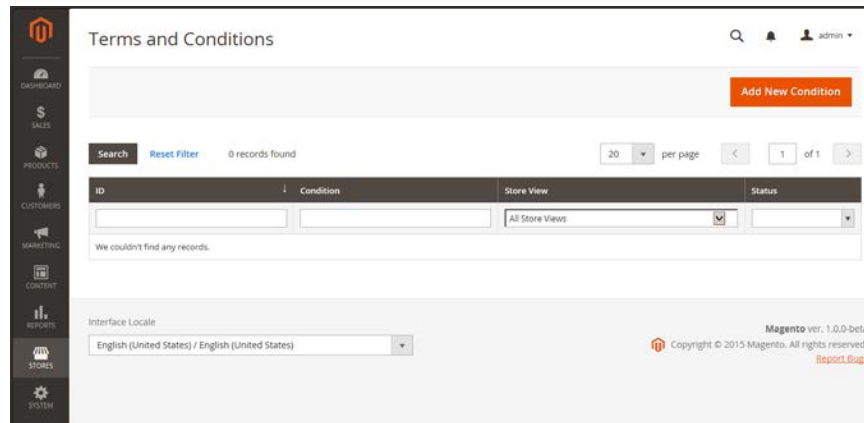 Terms and Conditions
admin
Add New Condition
Search Reset Filter 0 records found 20 per page 1 of 1
ID Condition Store View Status
All Store Views
We couldn't find any records.
DASHBOARD
SALES
PRODUCTS
CUSTOMERS
MARKETING
CONTENT
REPORTS
STORES
SYSTEM
Interface Locale
English (United States) / English (United States)
Magento ver. 1.0.0-beta
Copyright © 2015 Magento. All rights reserved
Report Bug